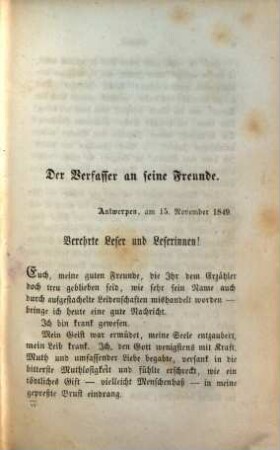 Der Verfasser an seine Freunde.
Antwerpen, am 15. November 1849.
Verehrte Leser und Leserinnen!
Euch, meine guten Freunde, die Ihr dem Erzähler
doch treu geblieben seid, wie sehr sein Name auch
durch aufgestachelte Leidenschaften mishandelt worden —
bringe ich heute eine gute Nachricht.
Ich bin krank gewesen.
Mein Geist war ermüdet, meine Seele entzaubert,
mein Leib krank. Ich, den Gott wenigstens mit Kraft,
Muth und umfassender Liebe begabte, versank in die
bitterste Muthlosigkeit und fühlte erschreckt, wie ein
tödtliches Gift — vielleicht Menschenhaß — in meine
gepreßte Brust eindrang.